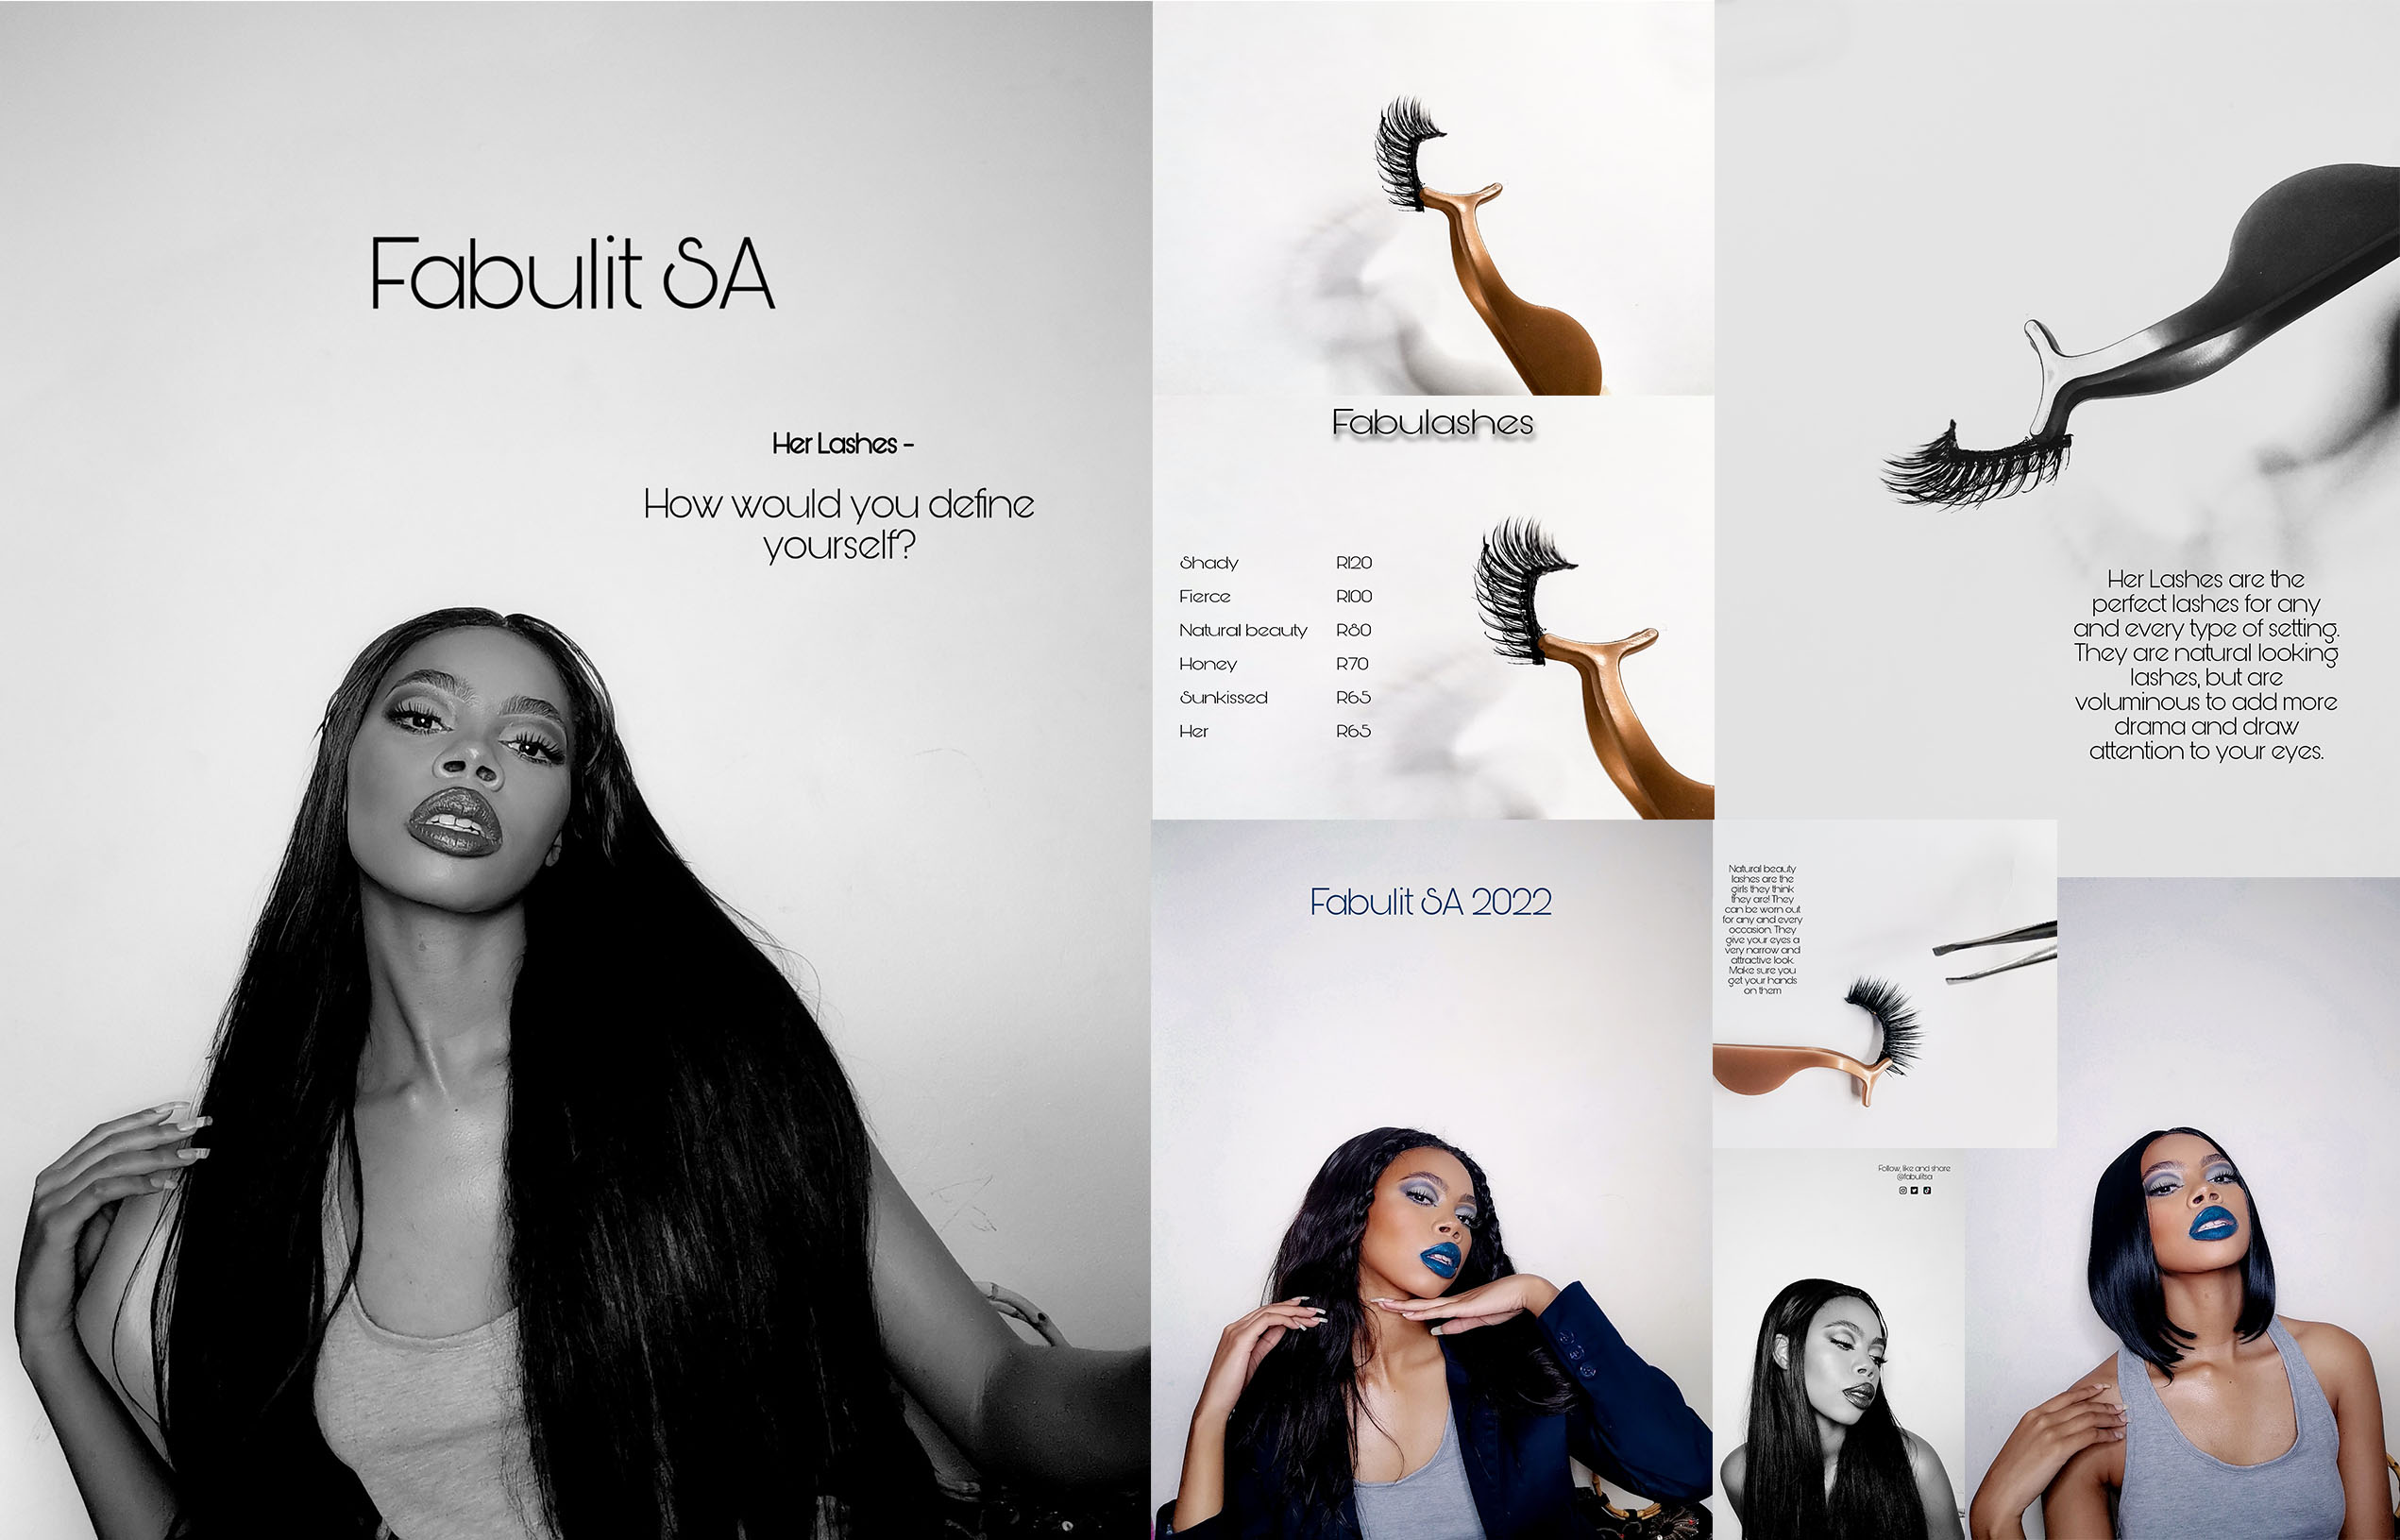 Fabulit SA
Her Lashes -
How would you define
yourself?
Fabulashes
Shady R120
Fierce R100
Natural beauty R80
Honey R70
Sunkissed R65
Her R65
Her Lashes are the
perfect lashes for any
and every type of setting.
They are natural looking
lashes, but are
voluminous to add more
drama and draw
attention to your eyes.
Fabulit SA 2022
Natural beauty
lashes are the
girls they think
they are! They
can be worn out
for any and every
occasion. They
give your eyes a
very narrow and
attractive look.
Make sure you
get your hands
on them
Follow, like and share
@fabulitsa